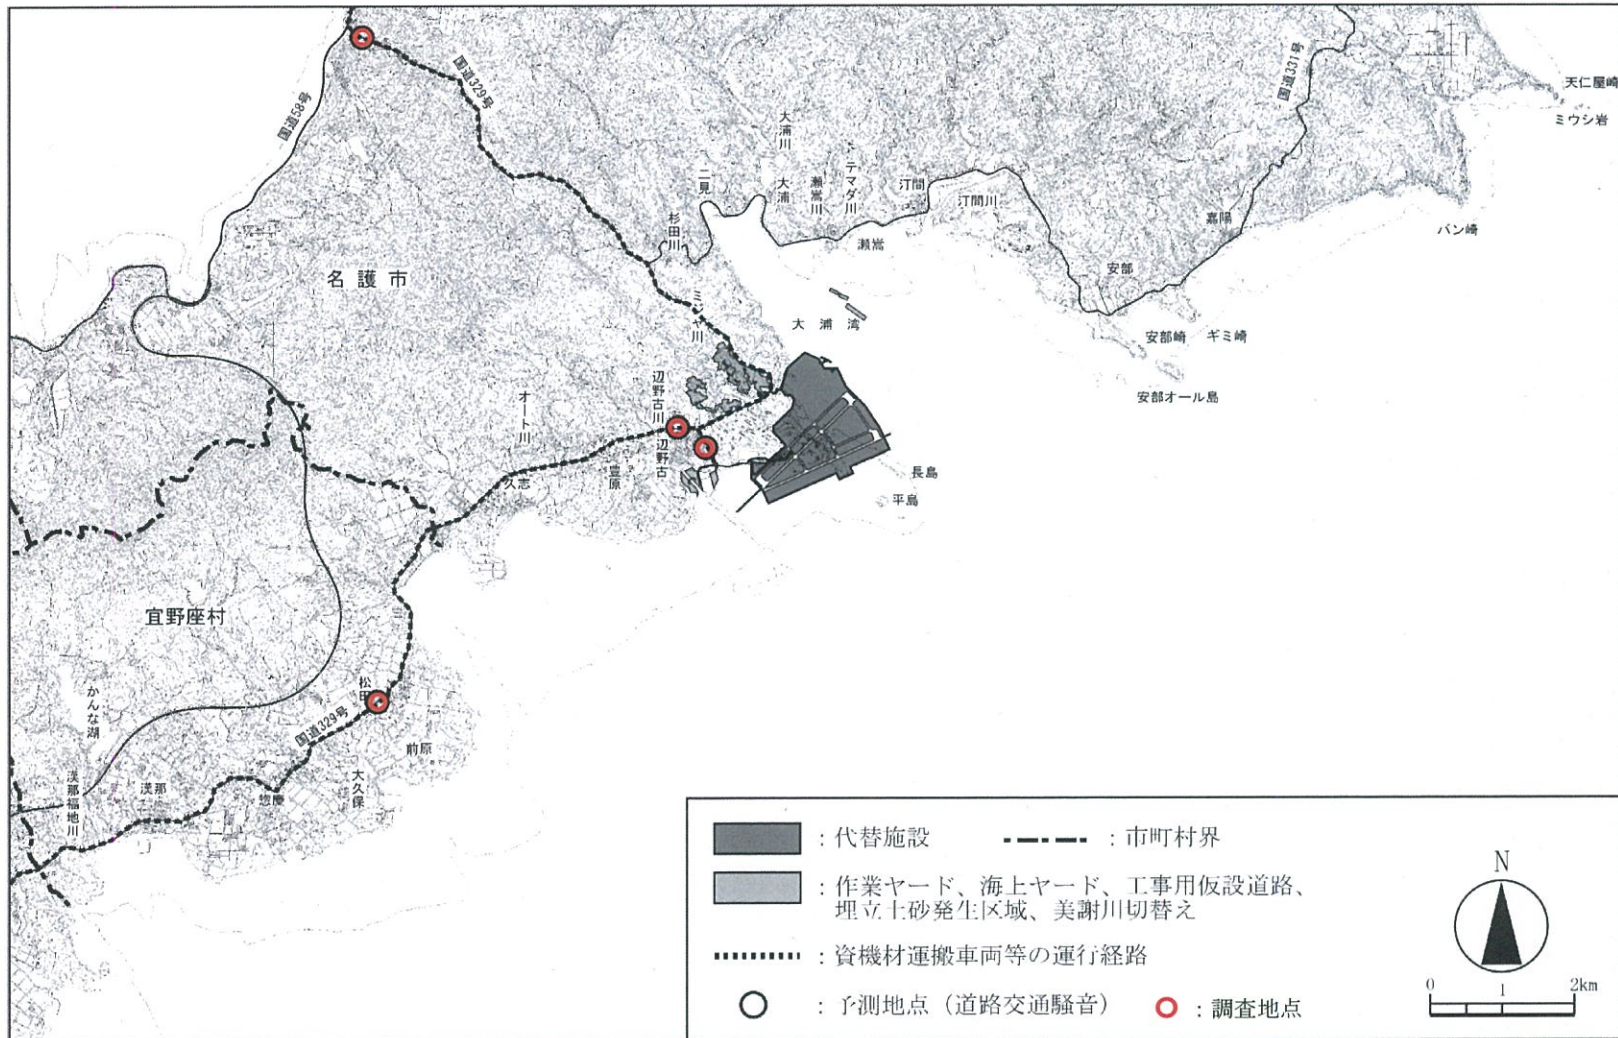 国道58号
国道329号
国道331号
天仁屋崎
ミウシ岩
バン崎
大浦川
テマダ川
二見
大浦
瀬嵩川
汀間
汀間川
杉田川
瀬嵩
嘉陽
安部
名護市
大浦湾
安部崎
ギミ崎
安部オール島
辺野古川
辺野古
オート川
豊原
久志
長島
平島
宜野座村
松田
国道329号
かんな湖
前原
大久保
惣慶
漢那
漢那福地川
：代替施設
：市町村界
：作業ヤード、海上ヤード、工事用仮設道路、
埋立土砂発生区域、美謝川切替え
：資機材運搬車両等の運行経路
：予測地点（道路交通騒音）
：調査地点
N
0 1 2km